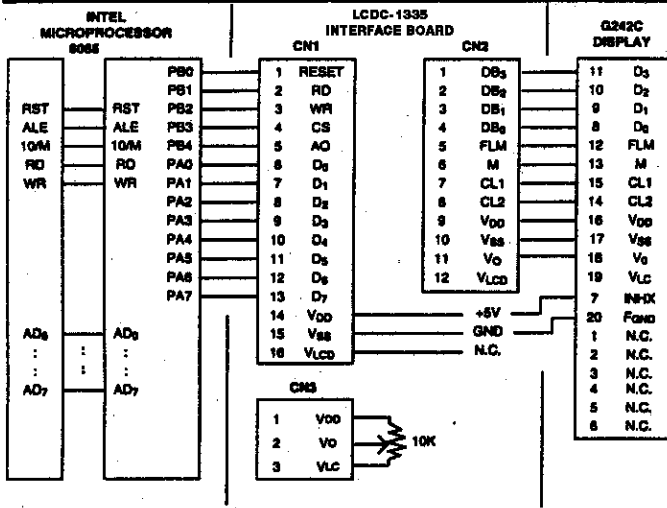 INTEL
MICROPROCESSOR
8085
LCDC-1335
INTERFACE BOARD
G242C
DISPLAY
CN1
CN2
RST
ALE
10/M
RD
WR
AD₀
:
:
AD₇
:
:
RST
ALE
10/M
RD
WR
AD₀
:
:
AD₇
PB0
PB1
PB2
PB3
PB4
PA0
PA1
PA2
PA3
PA4
PA5
PA6
PA7
1 RESET
2 RD
3 WR
4 CS
5 AO
6 D₀
7 D₁
8 D₂
9 D₃
10 D₄
11 D₅
12 D₆
13 D₇
14 VDD
15 VSS
16 VLCD
+5V
GND
N.C.
1 DB₃
2 DB₂
3 DB₁
4 DB₀
5 FLM
6 M
7 CL1
8 CL2
9 VDD
10 VSS
11 VO
12 VLCD
11 D₃
10 D₂
9 D₁
8 D₀
12 FLM
13 M
15 CL1
14 CL2
16 VDD
17 VSS
18 V₀
19 VLC
7 INHX
20 FGND
1 N.C.
2 N.C.
3 N.C.
4 N.C.
5 N.C.
6 N.C.
CN3
1 VDD
2 VO
3 VLC
10K